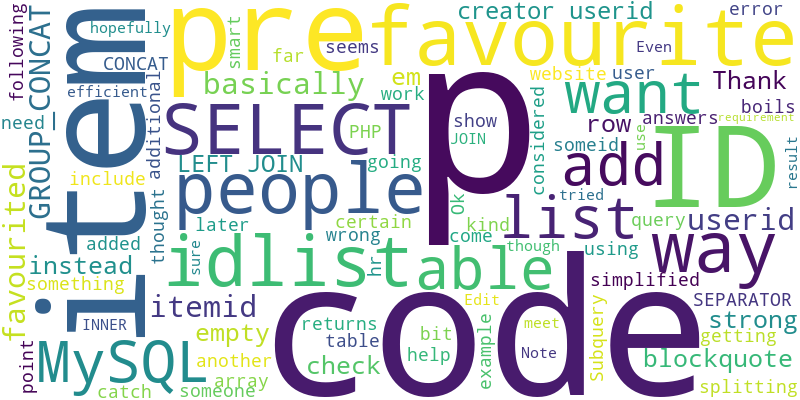 following
hopefully
CONCAT
efficient
GROUP_CONCAT
need
item
pre
favourite
smart
far
seems
creator userid
error
Even
basically
em
work
website
user
want
Thank
boils
thought additional
SELECT
PHP
p
show
JOIN
considered
row
answers
requirement
someid
add
ID
use
result
LEFT JOIN
going
include
people
Ok
kind
tried
list
query
userid
favourited
added
later
certain
wrong
come
though
using
way
instead
something
sure
idlist
hr
able
simplified
INNER
itemid
code
Edit
SEPARATOR
strong
empty
returns
table
bit
help
example
meet
Note
Subquery
getting
point
MySQL
another
array
check
blockquote
catch
someone
splitting